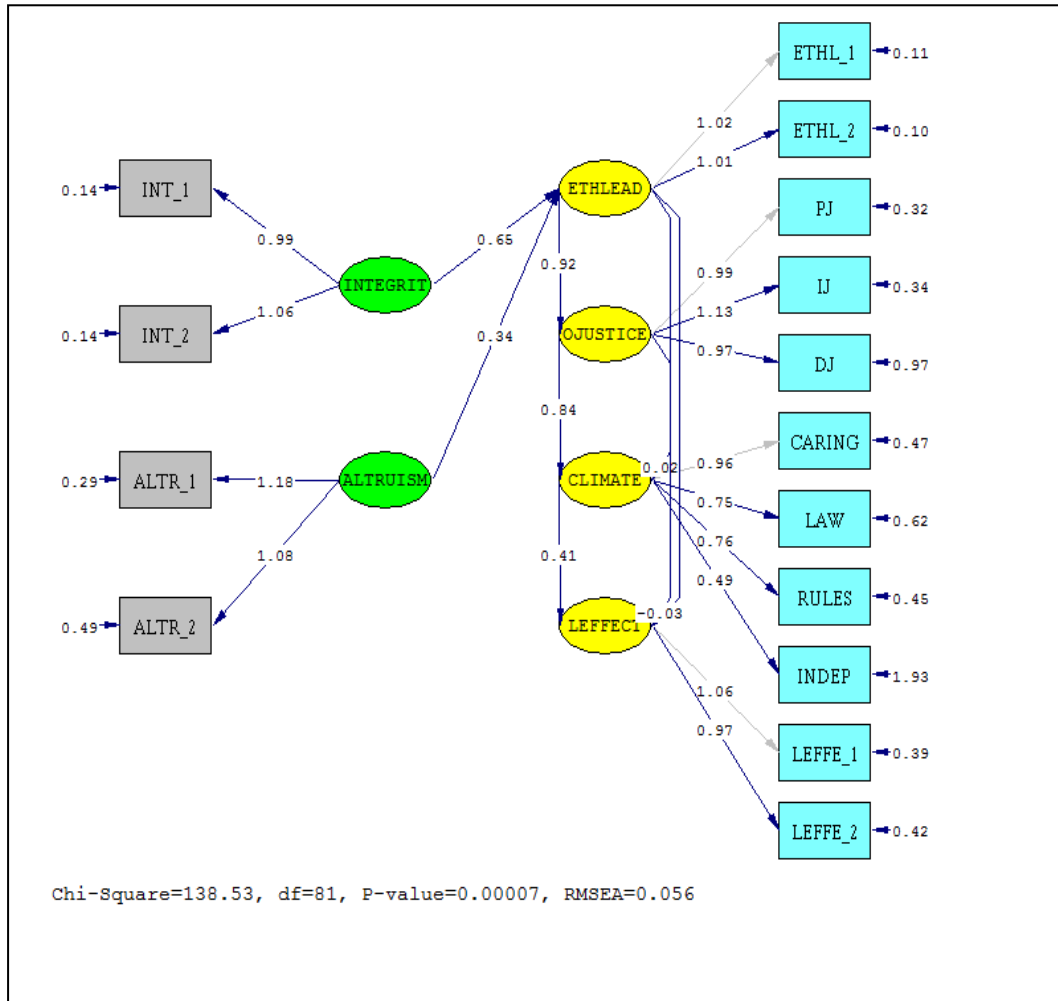 ETHL_1
0.11
1.02
ETHL_2
0.10
1.01
INT_1
0.14
ETHLEAD
PJ
0.32
0.99
0.65
0.92
0.99
INTEGRIT
IJ
0.34
1.13
1.06
INT_2
0.14
0.34
OJUSTICE
0.97
DJ
0.97
0.84
CARING
0.47
0.96
0.02
ALTR_1
0.29
1.18
ALTRUISM
CLIMATE
0.75
LAW
0.62
0.76
1.08
0.41
0.49
RULES
0.45
-0.03
ALTR_2
0.49
LEFFECT
INDEP
1.93
1.06
0.97
LEFFE_1
0.39
LEFFE_2
0.42
Chi-Square=138.53, df=81, P-value=0.00007, RMSEA=0.056